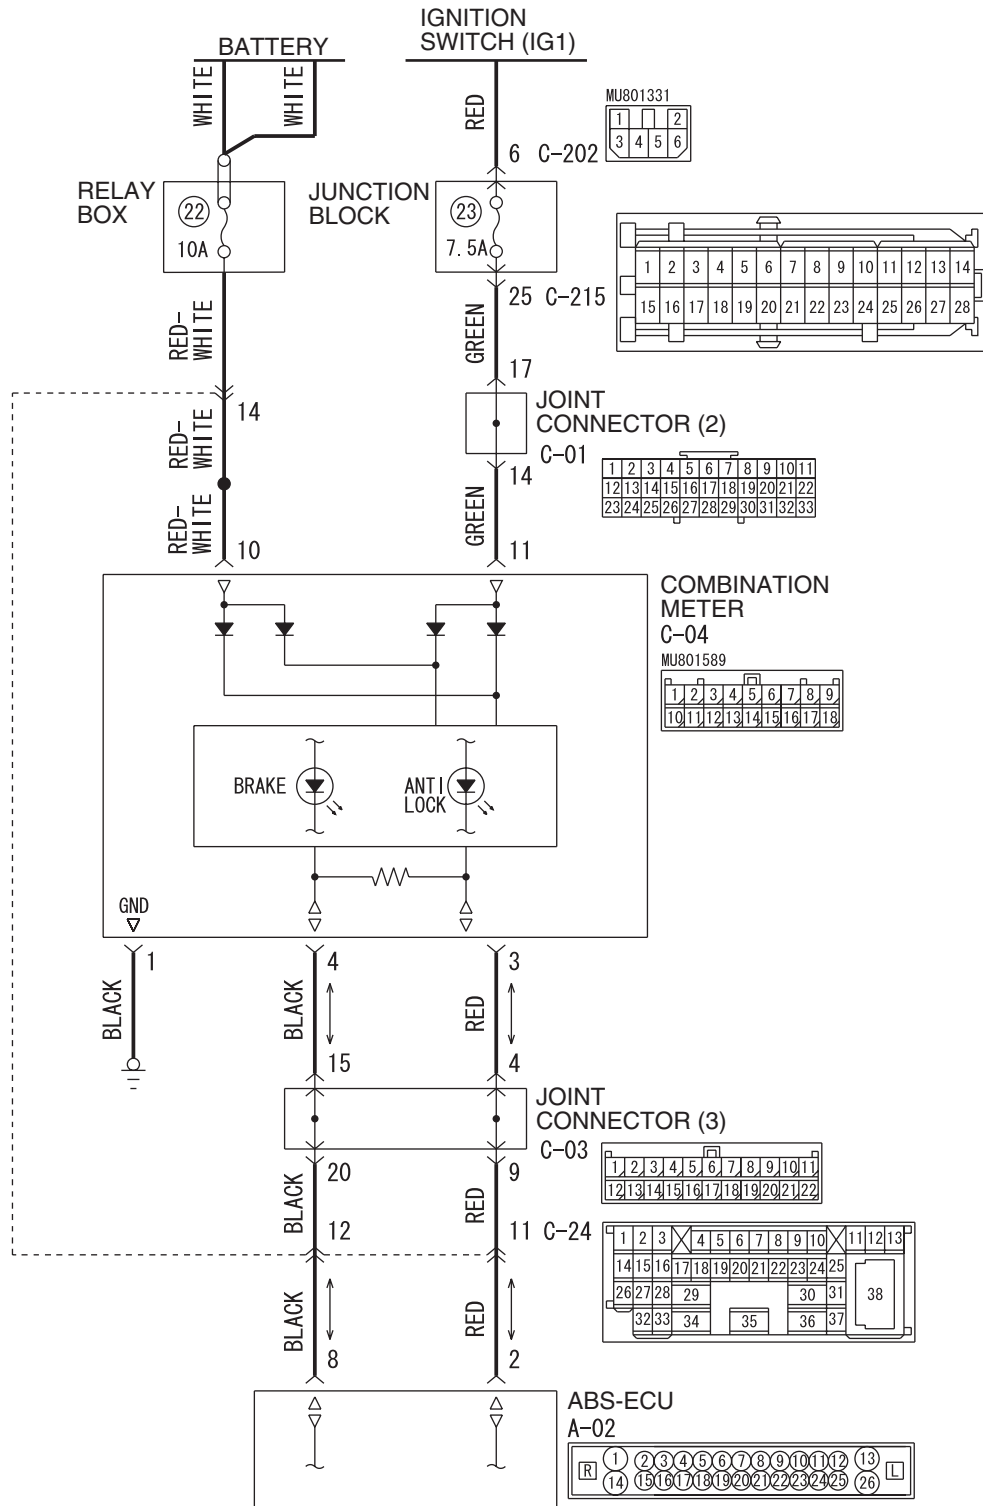 IGNITION
SWITCH (IG1)
BATTERY
WHITE
WHITE
RED
MU801331
1 2
3 4 5 6
6 C-202
RELAY
BOX
JUNCTION
BLOCK
22
10A
23
7.5A
1 2 3 4 5 6 7 8 9 10 11 12 13 14
15 16 17 18 19 20 21 22 23 24 25 26 27 28
25 C-215
RED-
WHITE
GREEN
17
14
JOINT
CONNECTOR (2)
C-01
RED-
WHITE
14
1 2 3 4 5 6 7 8 9 10 11
12 13 14 15 16 17 18 19 20 21 22
23 24 25 26 27 28 29 30 31 32 33
RED-
WHITE
GREEN
10
11
COMBINATION
METER
C-04
MU801589
1 2 3 4 5 6 7 8 9
10 11 12 13 14 15 16 17 18
BRAKE
ANTI
LOCK
GND
1
4
3
BLACK
BLACK
RED
15
4
JOINT
CONNECTOR (3)
C-03
1 2 3 4 5 6 7 8 9 10 11
12 13 14 15 16 17 18 19 20 21 22
20
9
BLACK
RED
12
11 C-24
1 2 3 4 5 6 7 8 9 10 11 12 13
14 15 16 17 18 19 20 21 22 23 24 25
26 27 28 29 30 31 38
32 33 34 35 36 37
BLACK
RED
8
2
ABS-ECU
A-02
R 1 2 3 4 5 6 7 8 9 10 11 12 13 L
14 15 16 17 18 19 20 21 22 23 24 25 26